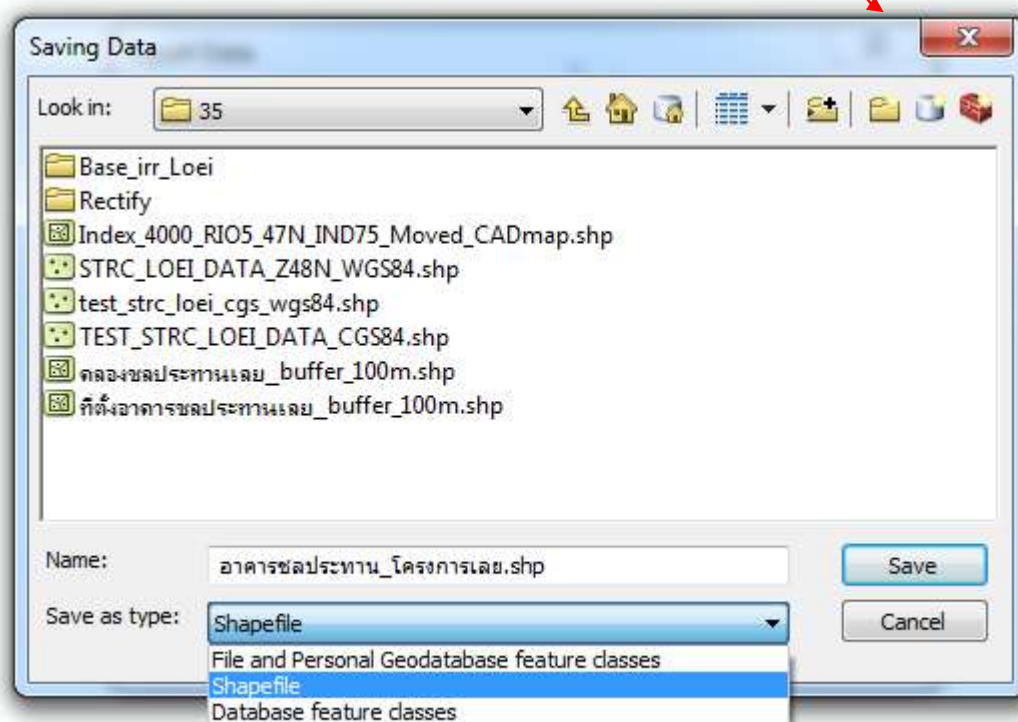 Saving Data
Look in: 35
Base_irr_Loei
Rectify
Index_4000_RIO5_47N_IND75_Moved_CADmap.shp
STRC_LOEI_DATA_Z48N_WGS84.shp
test_strc_loei_cgs_wgs84.shp
TEST_STRC_LOEI_DATA_CGS84.shp
คลองชลประทานเลย_buffer_100m.shp
ที่ตั้งอาคารชลประทานเลย_buffer_100m.shp
Name: อาคารชลประทาน_โครงการเลย.shp Save
Save as type: Shapefile Cancel
File and Personal Geodatabase feature classes
Shapefile
Database feature classes